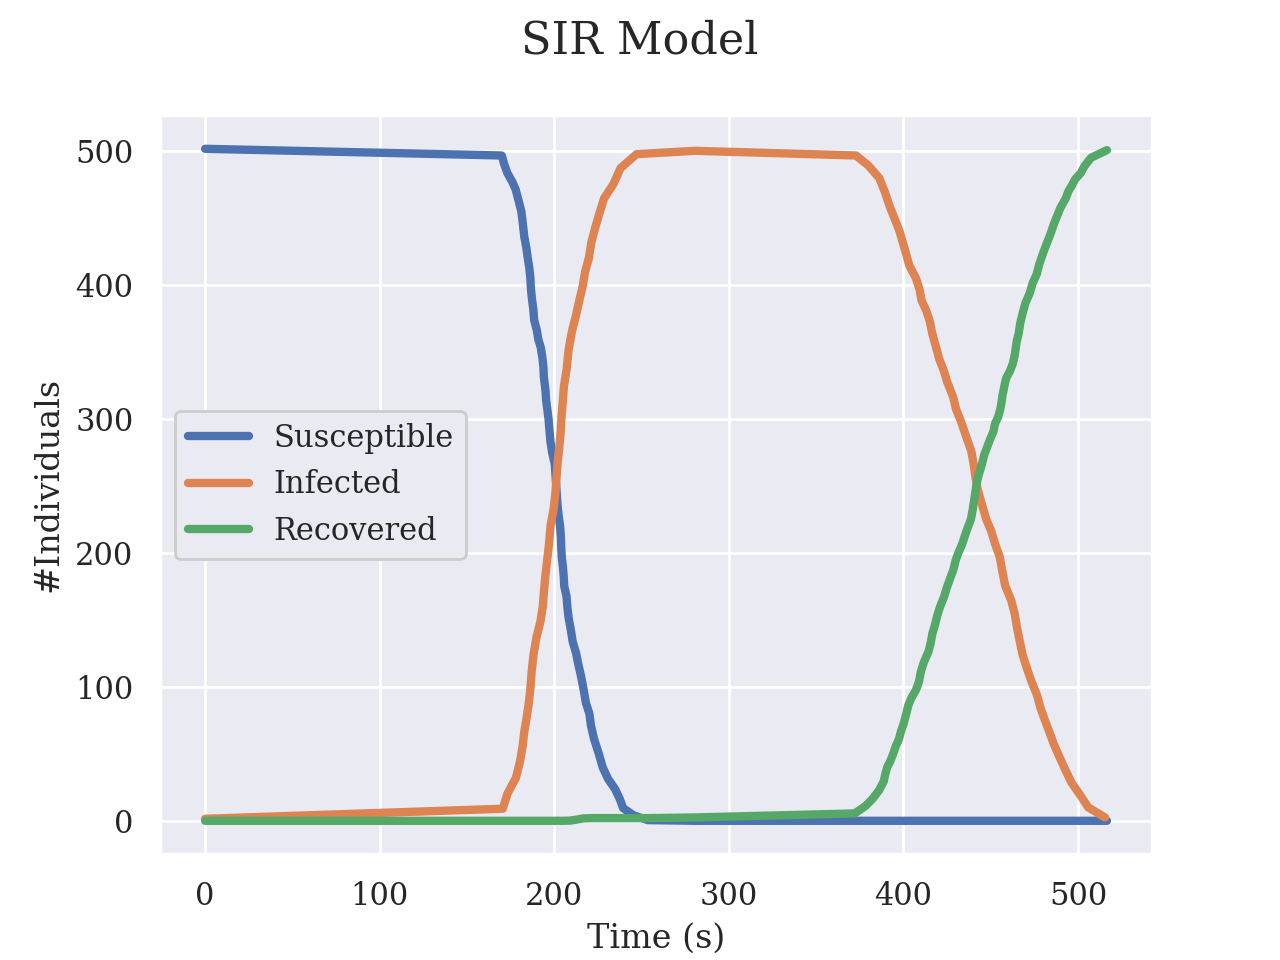 SIR Model
#Individuals
500
400
300
200
100
0
Susceptible
Infected
Recovered
0 100 200 300 400 500
Time (s)